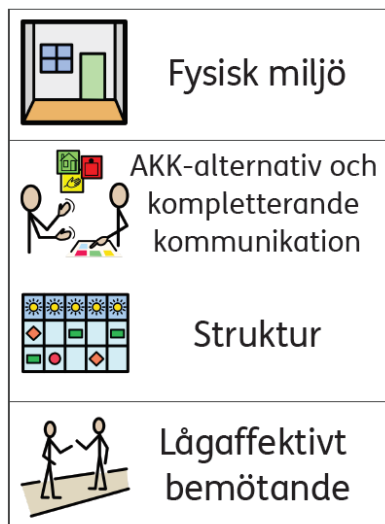 Fysisk miljö
AKK-alternativ och
kompletterande
kommunikation
Struktur
Lågaffektivt
bemötande